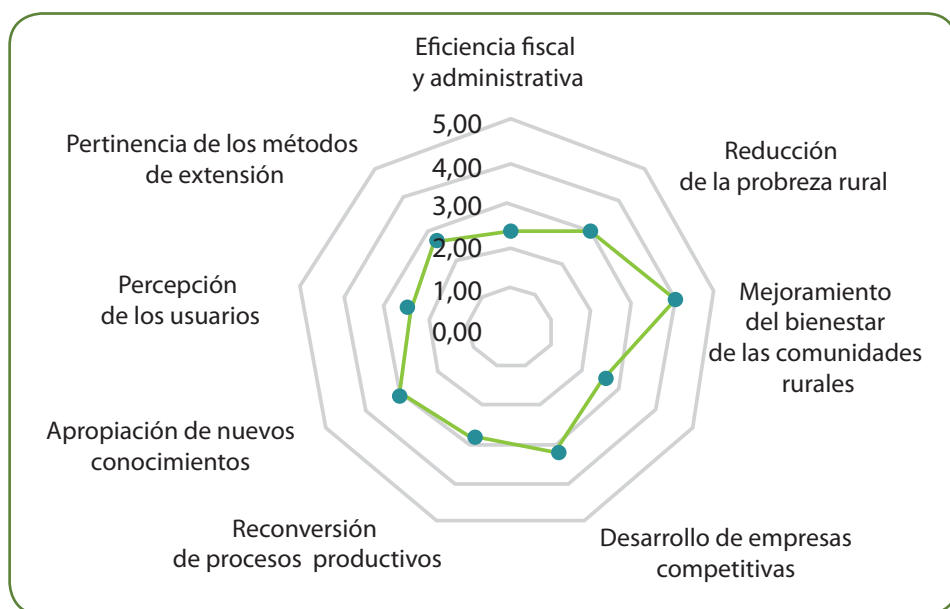 Eficiencia fiscal
y administrativa
Reducción
de la probreza rural
Mejoramiento
del bienestar
de las comunidades
rurales
Desarrollo de empresas
competitivas
Reconversión
de procesos productivos
Apropiación de nuevos
conocimientos
Percepción
de los usuarios
Pertinencia de los métodos
de extensión
5,00
4,00
3,00
2,00
1,00
0,00